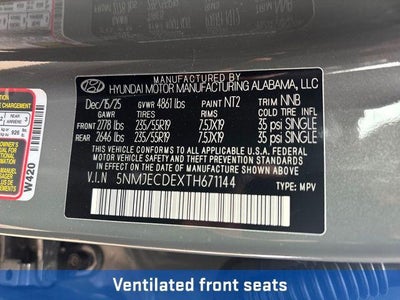 MANUFACTURED BY
HYUNDAI MOTOR MANUFACTURING ALABAMA, LLC
Dec/15/25 GVWR 4861 lbs PAINT NT2 TRIM NNB
GAWR TIRES RIMS COLD TIRE INFL
FRONT 2778 lbs 235/55R19 7.5JX19 35 psi SINGLE
REAR 2646 lbs 235/55R19 7.5JX19 35 psi SINGLE
THIS VEHICLE CONFORMS TO ALL APPLICABLE U.S.A. FEDERAL
MOTOR VEHICLE SAFETY, BUMPER, AND THEFT PREVENTION
STANDARDS IN EFFECT ON THE DATE OF MANUFACTURE SHOWN ABOVE.
V.I.N 5NMJECDEXTH671144 TYPE: MPV
W420
Ventilated front seats